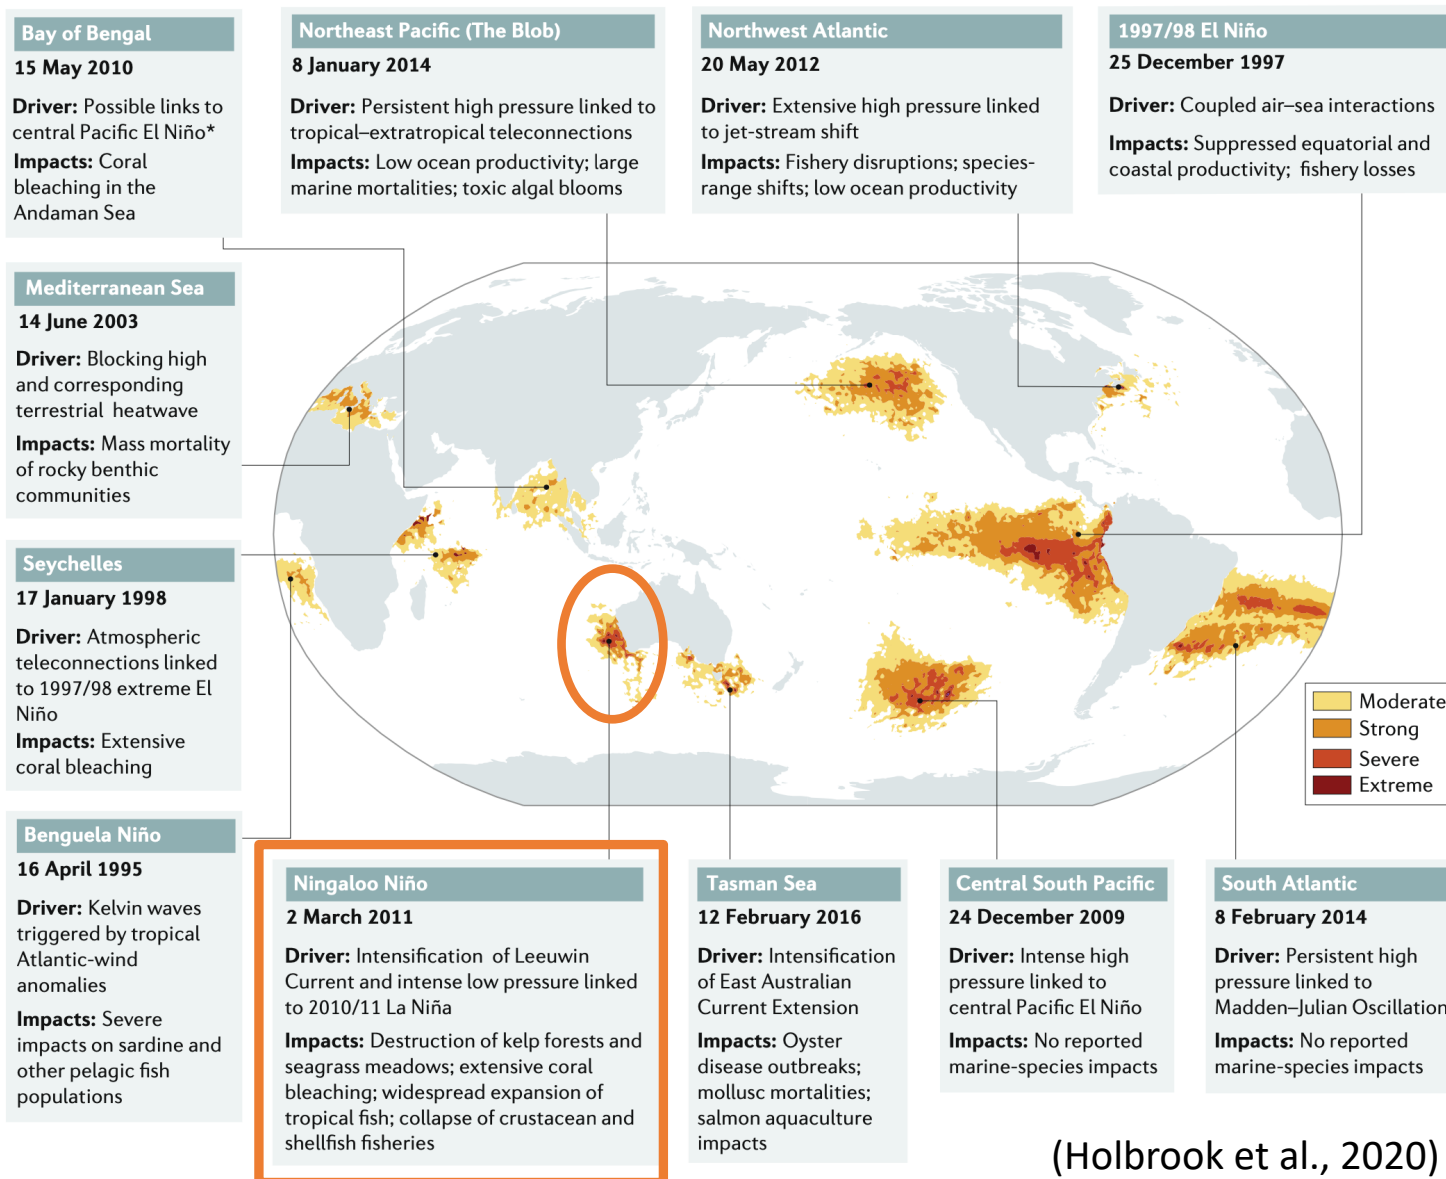 Bay of Bengal
15 May 2010
Driver: Possible links to
central Pacific El Niño*
Impacts: Coral
bleaching in the
Andaman Sea
Northeast Pacific (The Blob)
8 January 2014
Driver: Persistent high pressure linked to
tropical–extratropical teleconnections
Impacts: Low ocean productivity; large
marine mortalities; toxic algal blooms
Northwest Atlantic
20 May 2012
Driver: Extensive high pressure linked
to jet-stream shift
Impacts: Fishery disruptions; species-
range shifts; low ocean productivity
1997/98 El Niño
25 December 1997
Driver: Coupled air–sea interactions
Impacts: Suppressed equatorial and
coastal productivity; fishery losses
Mediterranean Sea
14 June 2003
Driver: Blocking high
and corresponding
terrestrial heatwave
Impacts: Mass mortality
of rocky benthic
communities
Seychelles
17 January 1998
Driver: Atmospheric
teleconnections linked
to 1997/98 extreme El
Niño
Impacts: Extensive
coral bleaching
Moderate
Strong
Severe
Extreme
Benguela Niño
16 April 1995
Driver: Kelvin waves
triggered by tropical
Atlantic-wind
anomalies
Impacts: Severe
impacts on sardine and
other pelagic fish
populations
Ningaloo Niño
2 March 2011
Driver: Intensification of Leeuwin
Current and intense low pressure linked
to 2010/11 La Niña
Impacts: Destruction of kelp forests and
seagrass meadows; extensive coral
bleaching; widespread expansion of
tropical fish; collapse of crustacean and
shellfish fisheries
Tasman Sea
12 February 2016
Driver: Intensification
of East Australian
Current Extension
Impacts: Oyster
disease outbreaks;
mollusc mortalities;
salmon aquaculture
impacts
Central South Pacific
24 December 2009
Driver: Intense high
pressure linked to
central Pacific El Niño
Impacts: No reported
marine-species impacts
South Atlantic
8 February 2014
Driver: Persistent high
pressure linked to
Madden–Julian Oscillation
Impacts: No reported
marine-species impacts
(Holbrook et al., 2020)